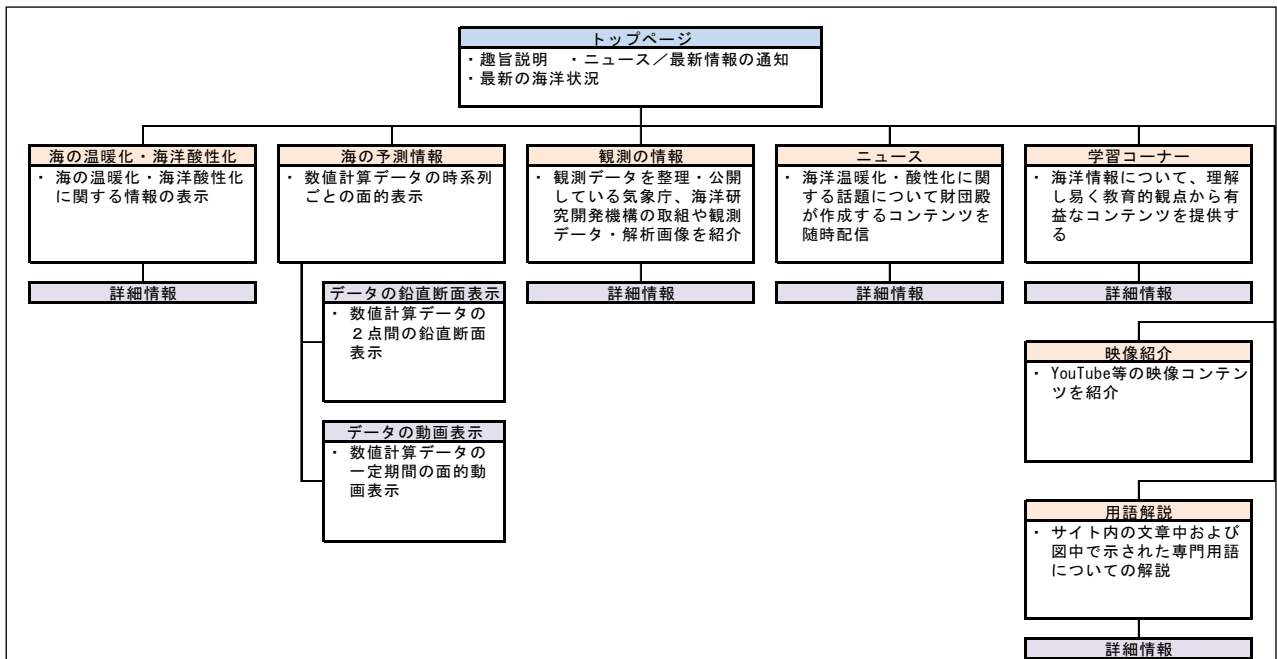 トップページ
・趣旨説明　・ニュース／最新情報の通知
・最新の海洋状況
海の温暖化・海洋酸性化
・ 海の温暖化・海洋酸性化
に関する情報の表示
詳細情報
海の予測情報
・ 数値計算データの時系列
ごとの面的表示
データの鉛直断面表示
・ 数値計算データの
２点間の鉛直断面
表示
データの動画表示
・ 数値計算データの
一定期間の面的動
画表示
観測の情報
・ 観測データを整理・公開
している気象庁、海洋研
究開発機構の取組や観測
データ・解析画像を紹介
詳細情報
ニュース
・ 海洋温暖化・酸性化に関
する話題について財団殿
が作成するコンテンツを
随時配信
詳細情報
学習コーナー
・ 海洋情報について、理解
し易く教育的観点から有
益なコンテンツを提供す
る
詳細情報
映像紹介
・ YouTube等の映像コンテン
ツを紹介
用語解説
・ サイト内の文章中および
図中で示された専門用語
についての解説
詳細情報